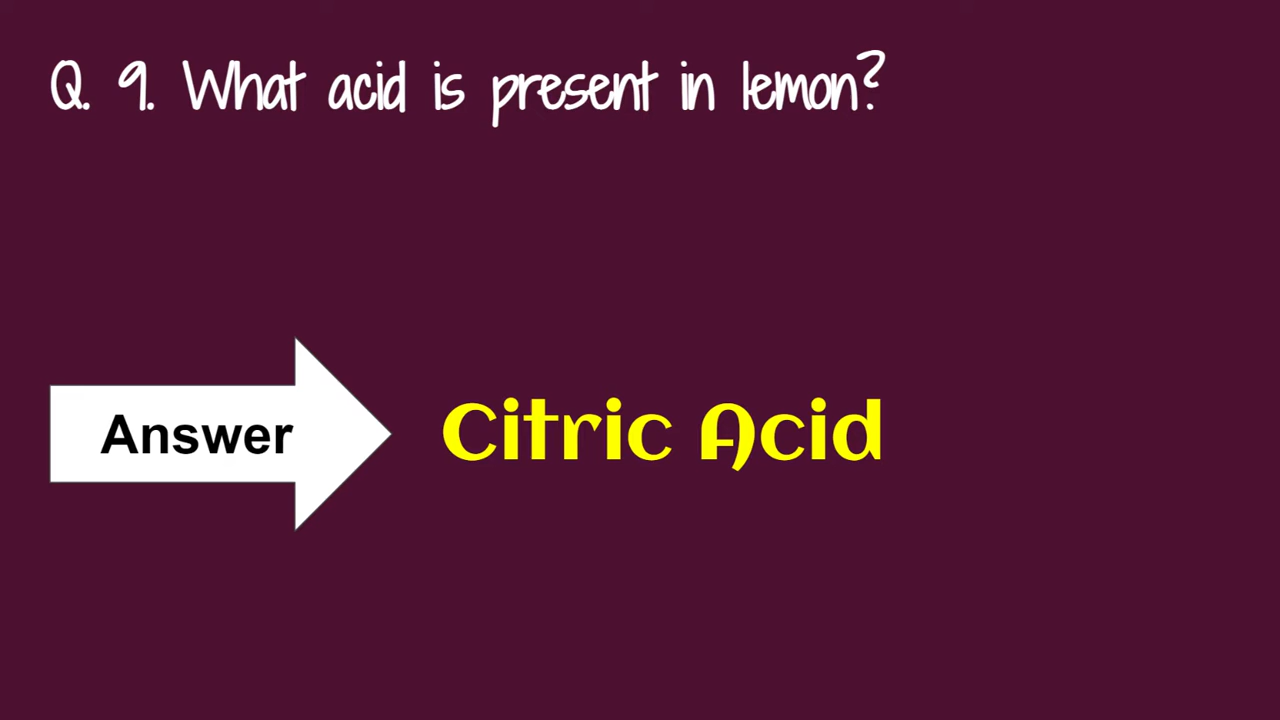 Q. 9. What acid is present in lemon?
Answer
Citric Acid